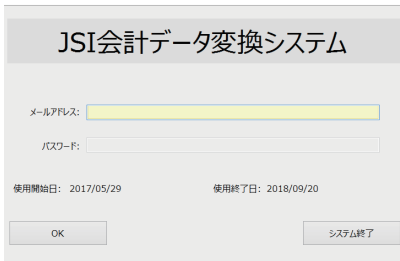 JSI会計データ変換システム
メールアドレス:
パスワード:
使用開始日: 2017/05/29 使用終了日: 2018/09/20
OK システム終了